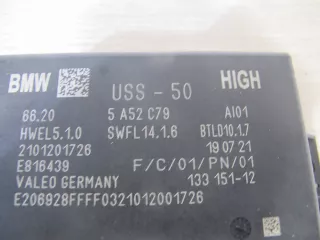 BMW USS - 50 HIGH
66.20 5 A52 C79 AI01
HWEL5.1.0 SWFL14.1.6 BTLD10.1.7
2101201726 19 07 21
E816439 F/C/01/PN/01
VALEO GERMANY 133 151-12
E206928FFFF0321012001726